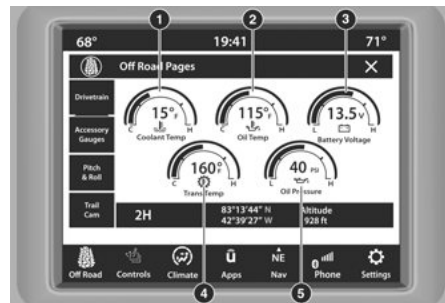 1 2 3
68° 19:41 71°
Off Road Pages X
Drivetrain
Accessory Gauges
Pitch & Roll
Trail Cam
15°F
C H
Coolant Temp
115°F
C H
Oil Temp
13.5 V
L H
Battery Voltage
160°F
C H
Trans Temp
40 PSI
L H
Oil Pressure
2H
83°13'44" N
42°39'27" W
Altitude
928 ft
Off Road Controls Climate Apps NE Nav Phone Settings
4 5